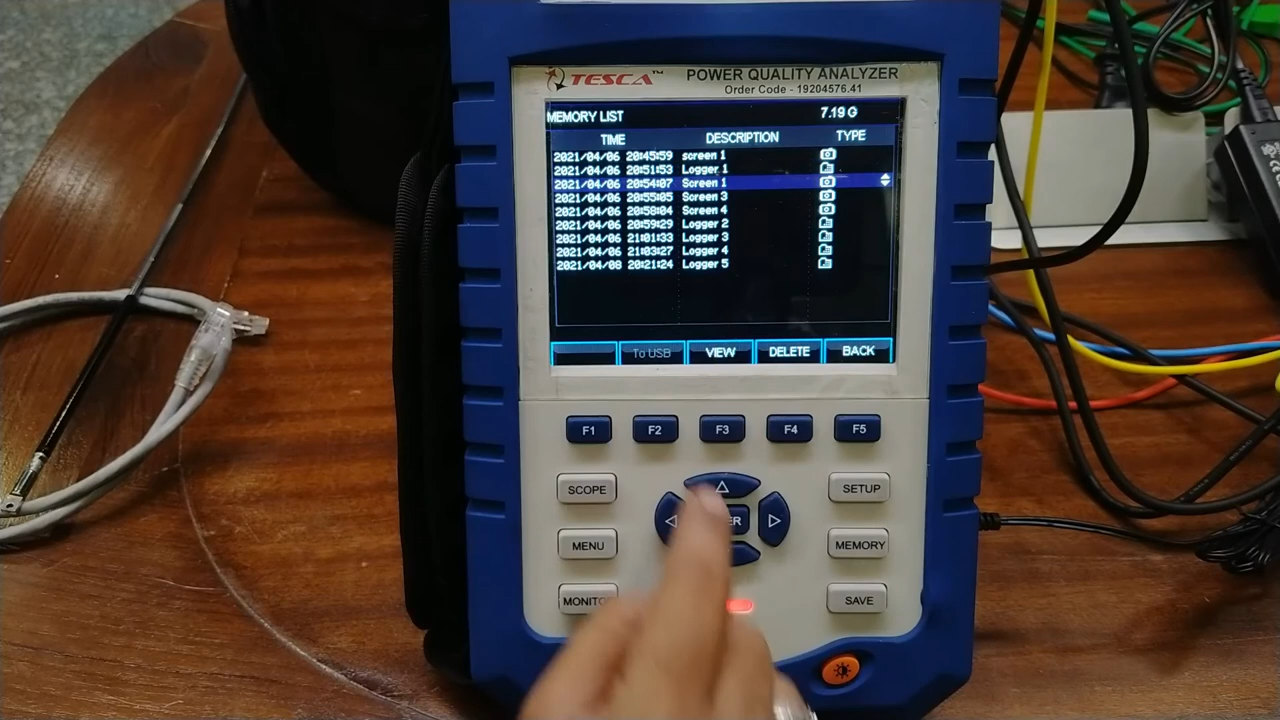 TESCA™ POWER QUALITY ANALYZER
Order Code - 19204576.41
MEMORY LIST 7.19 G
TIME DESCRIPTION TYPE
2021/04/06 20:45:59 screen 1
2021/04/06 20:51:53 Logger 1
2021/04/06 20:54:07 Screen 1
2021/04/06 20:55:05 Screen 3
2021/04/06 20:58:04 Screen 4
2021/04/06 20:59:29 Logger 2
2021/04/06 21:01:33 Logger 3
2021/04/06 21:03:27 Logger 4
2021/04/08 20:21:24 Logger 5
To USB VIEW DELETE BACK
F1 F2 F3 F4 F5
SCOPE SETUP
MENU MEMORY
SAVE